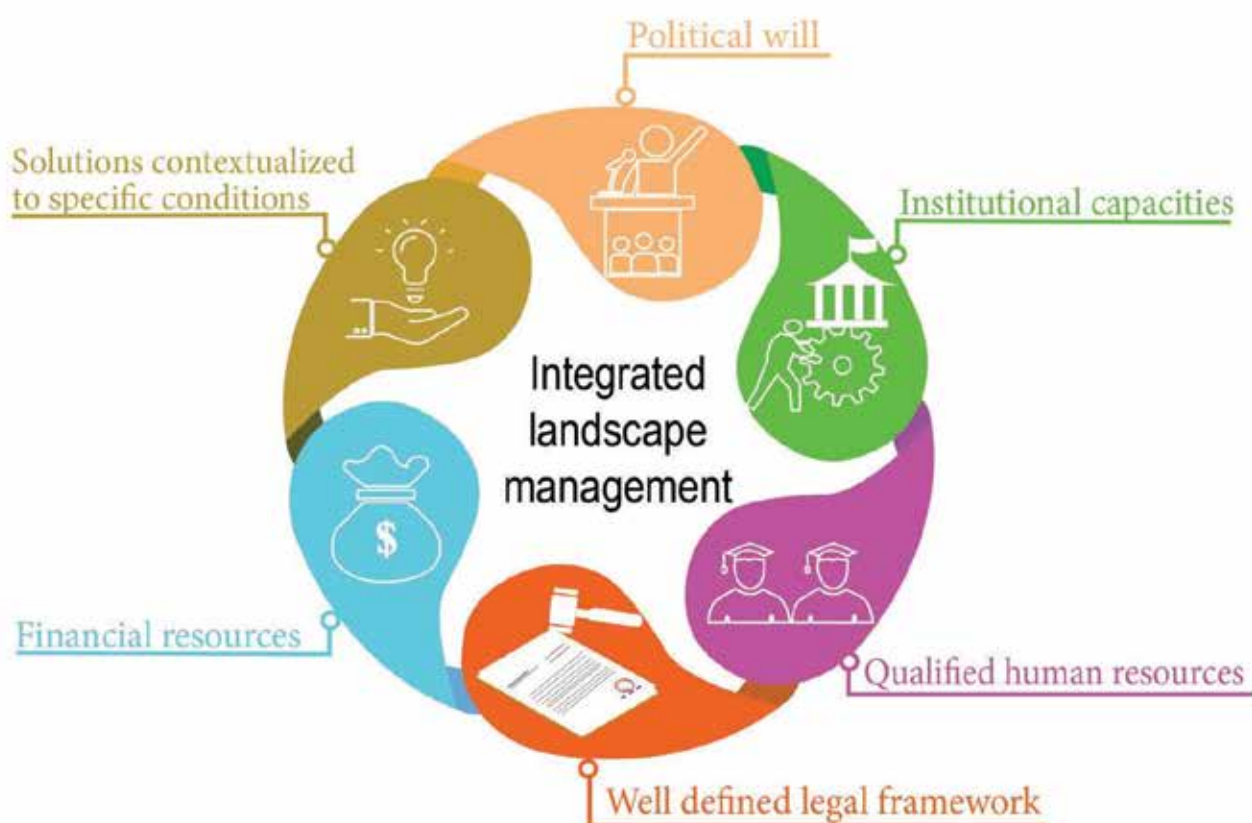 Political will
Solutions contextualized
to specific conditions
Institutional capacities
Integrated
landscape
management
$
Financial resources
Qualified human resources
Well defined legal framework